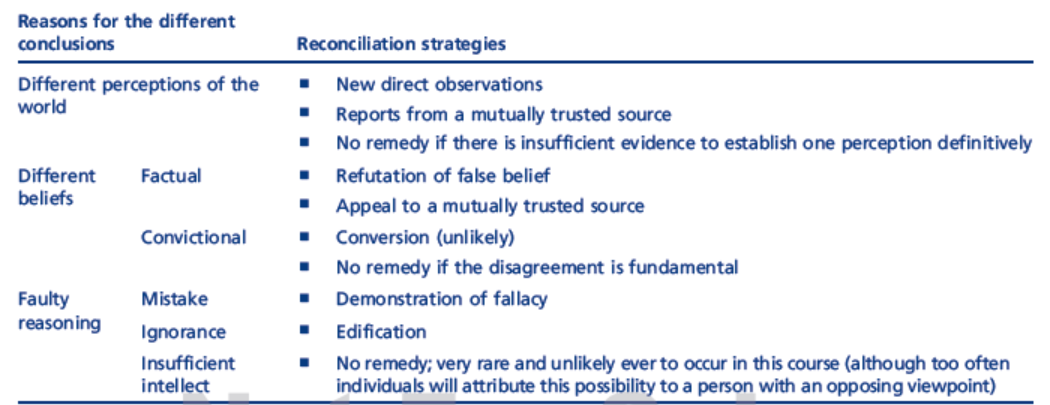 Reasons for the different
conclusions Reconciliation strategies
Different perceptions of the ■ New direct observations
world
■ Reports from a mutually trusted source
■ No remedy if there is insufficient evidence to establish one perception definitively
Different Factual ■ Refutation of false belief
beliefs
■ Appeal to a mutually trusted source
Convictional ■ Conversion (unlikely)
■ No remedy if the disagreement is fundamental
Faulty Mistake ■ Demonstration of fallacy
reasoning
Ignorance ■ Edification
Insufficient ■ No remedy; very rare and unlikely ever to occur in this course (although too often
intellect individuals will attribute this possibility to a person with an opposing viewpoint)